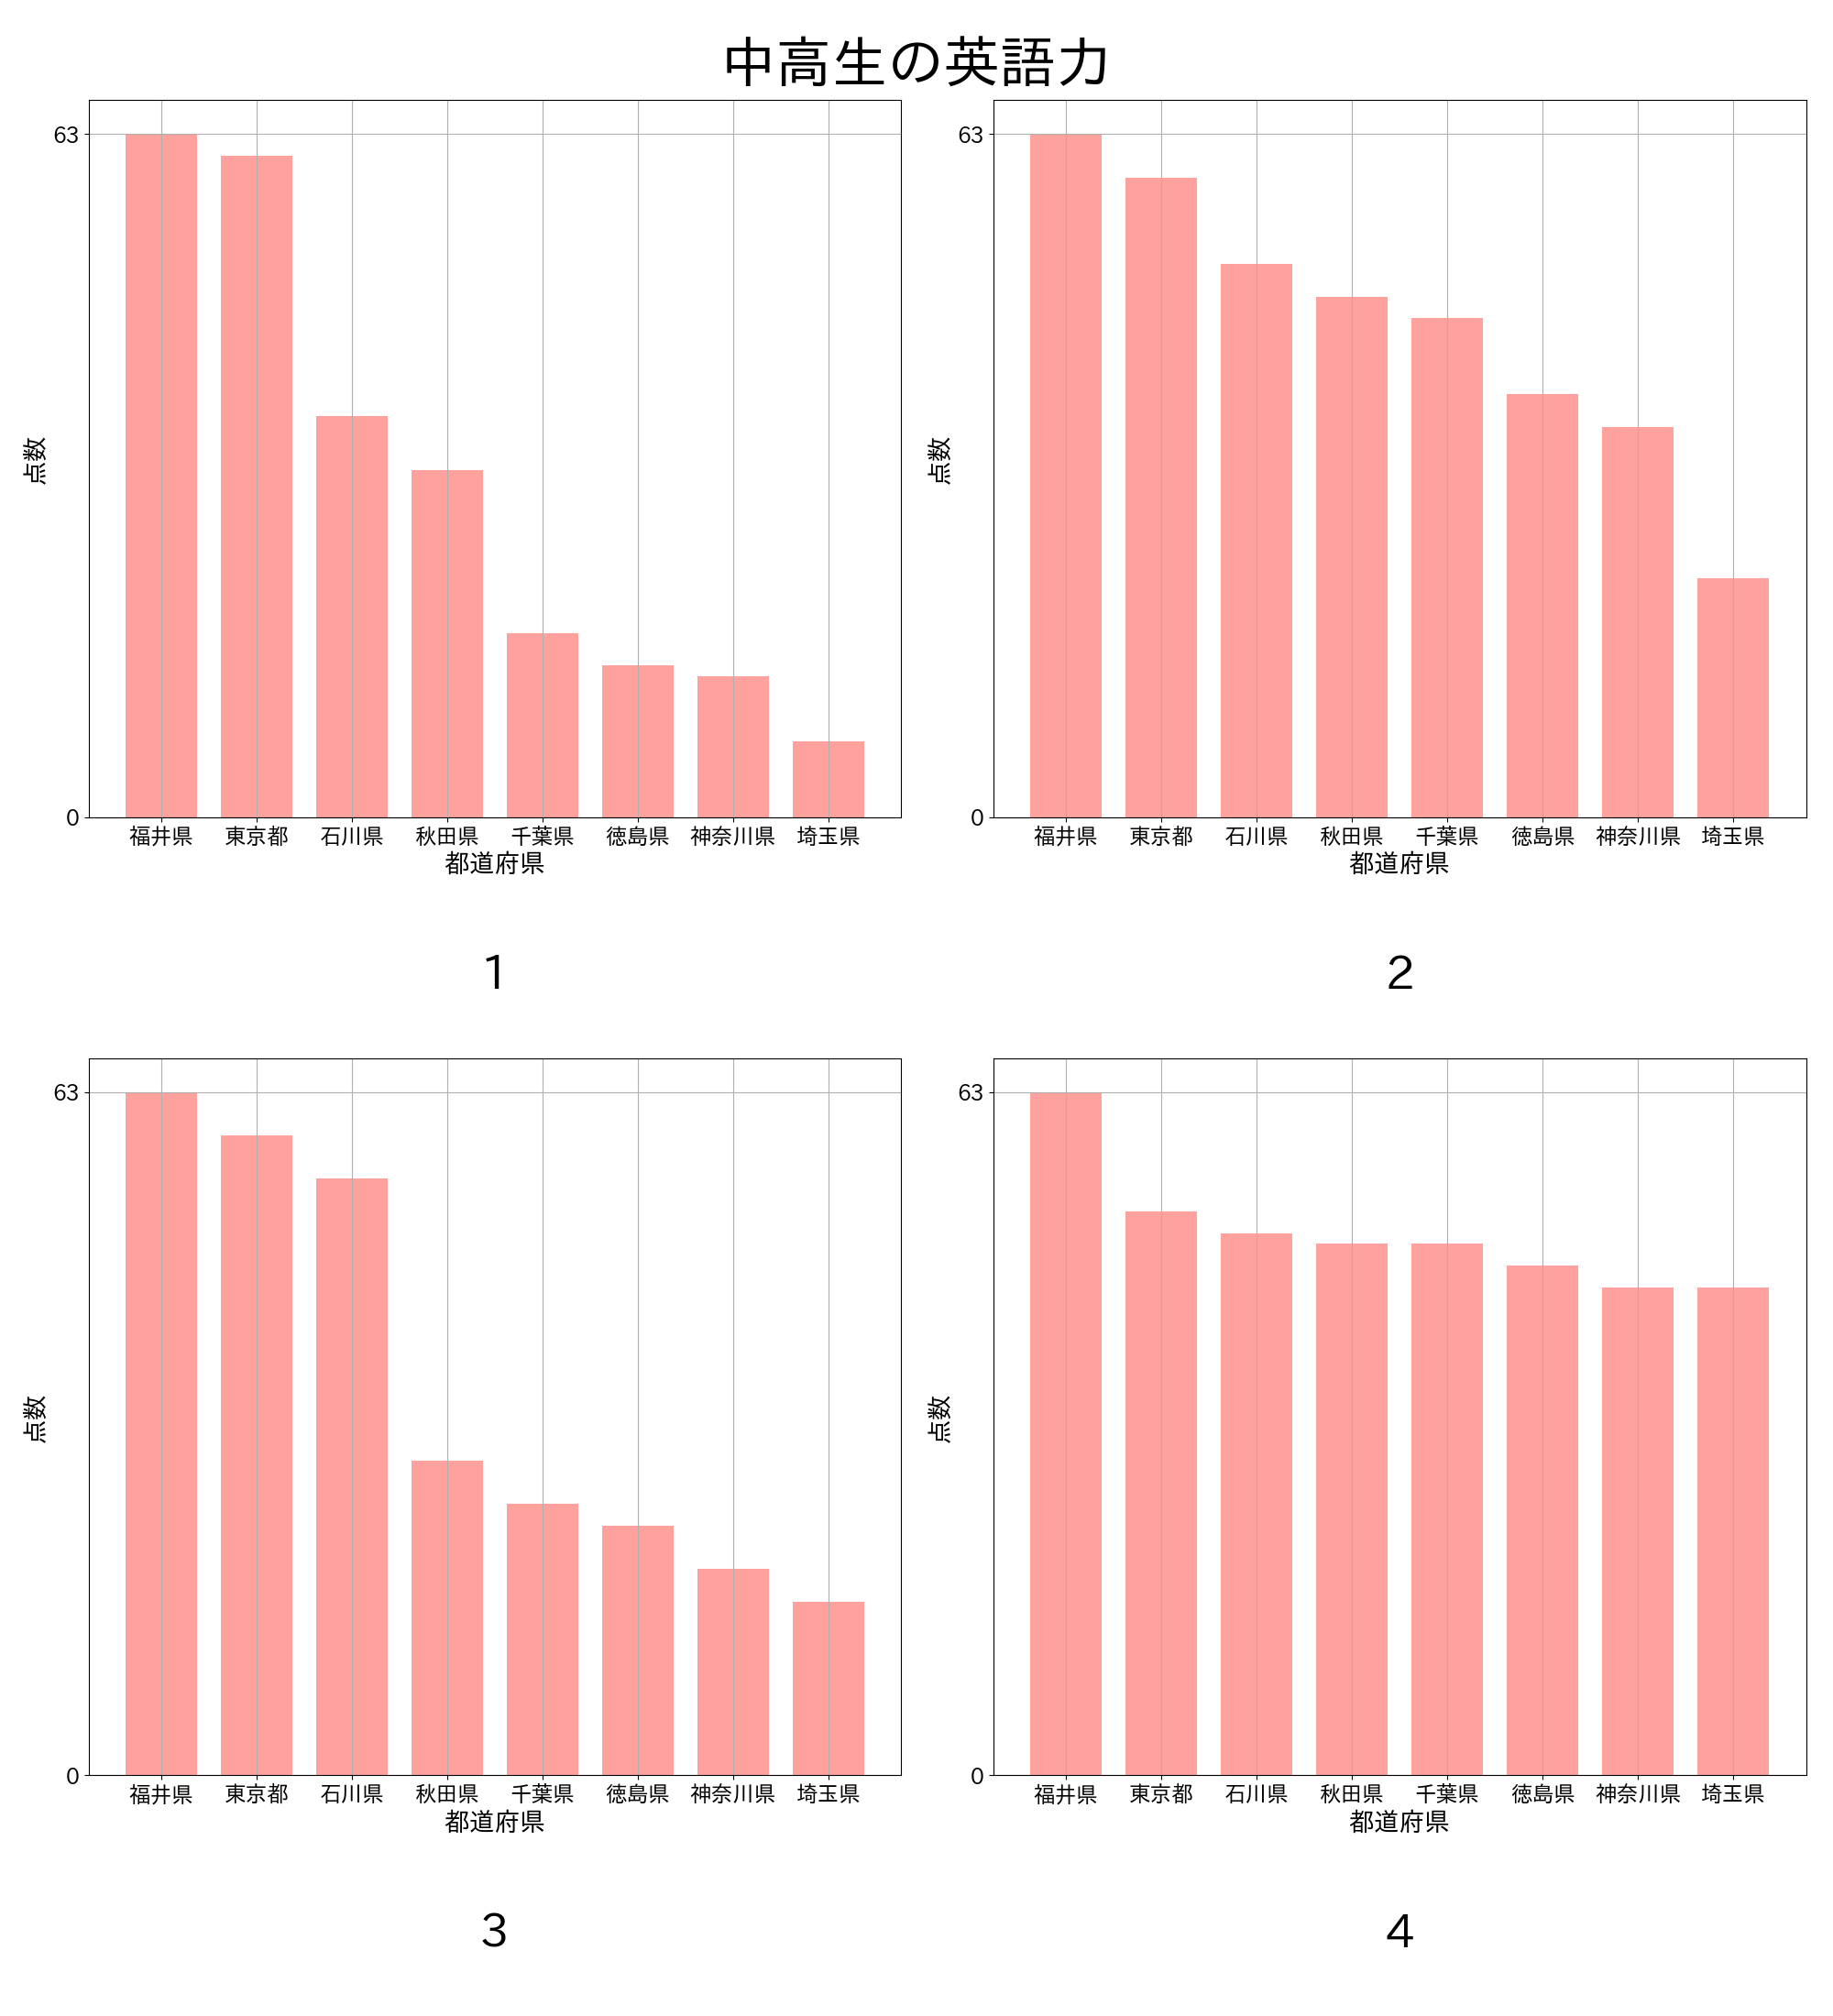 中高生の英語力
63
0
点数
福井県 東京都 石川県 秋田県 千葉県 徳島県 神奈川県 埼玉県
都道府県
1
63
0
点数
福井県 東京都 石川県 秋田県 千葉県 徳島県 神奈川県 埼玉県
都道府県
2
63
0
点数
福井県 東京都 石川県 秋田県 千葉県 徳島県 神奈川県 埼玉県
都道府県
3
63
0
点数
福井県 東京都 石川県 秋田県 千葉県 徳島県 神奈川県 埼玉県
都道府県
4